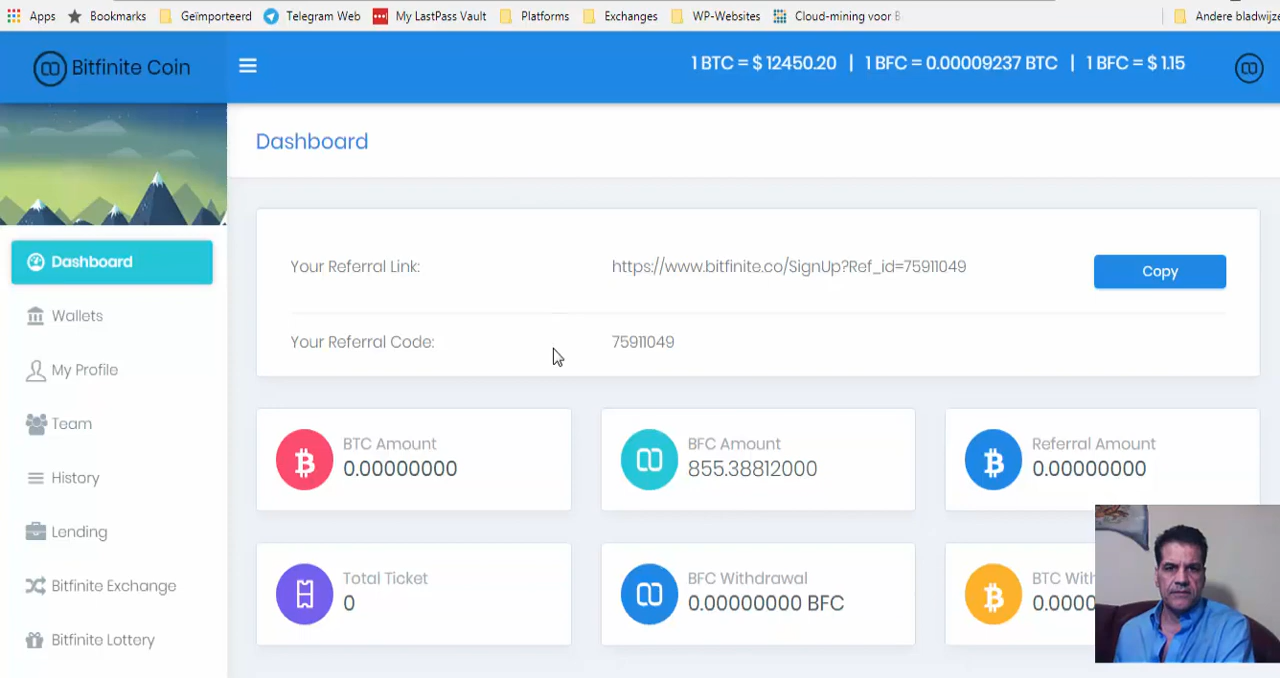 Apps Bookmarks Geïmporteerd Telegram Web My LastPass Vault Platforms Exchanges WP-Websites Cloud-mining voor B Andere bladwijze
Bitfinite Coin 1 BTC = $ 12450.20 | 1 BFC = 0.00009237 BTC | 1 BFC = $ 1.15
Dashboard
Your Referral Link: https://www.bitfinite.co/SignUp?Ref_id=75911049 Copy
Your Referral Code: 75911049
Dashboard
Wallets
My Profile
Team
History
Lending
Bitfinite Exchange
Bitfinite Lottery
BTC Amount
0.00000000
BFC Amount
855.38812000
Referral Amount
0.00000000
Total Ticket
0
BFC Withdrawal
0.00000000 BFC
BTC With
0.0000